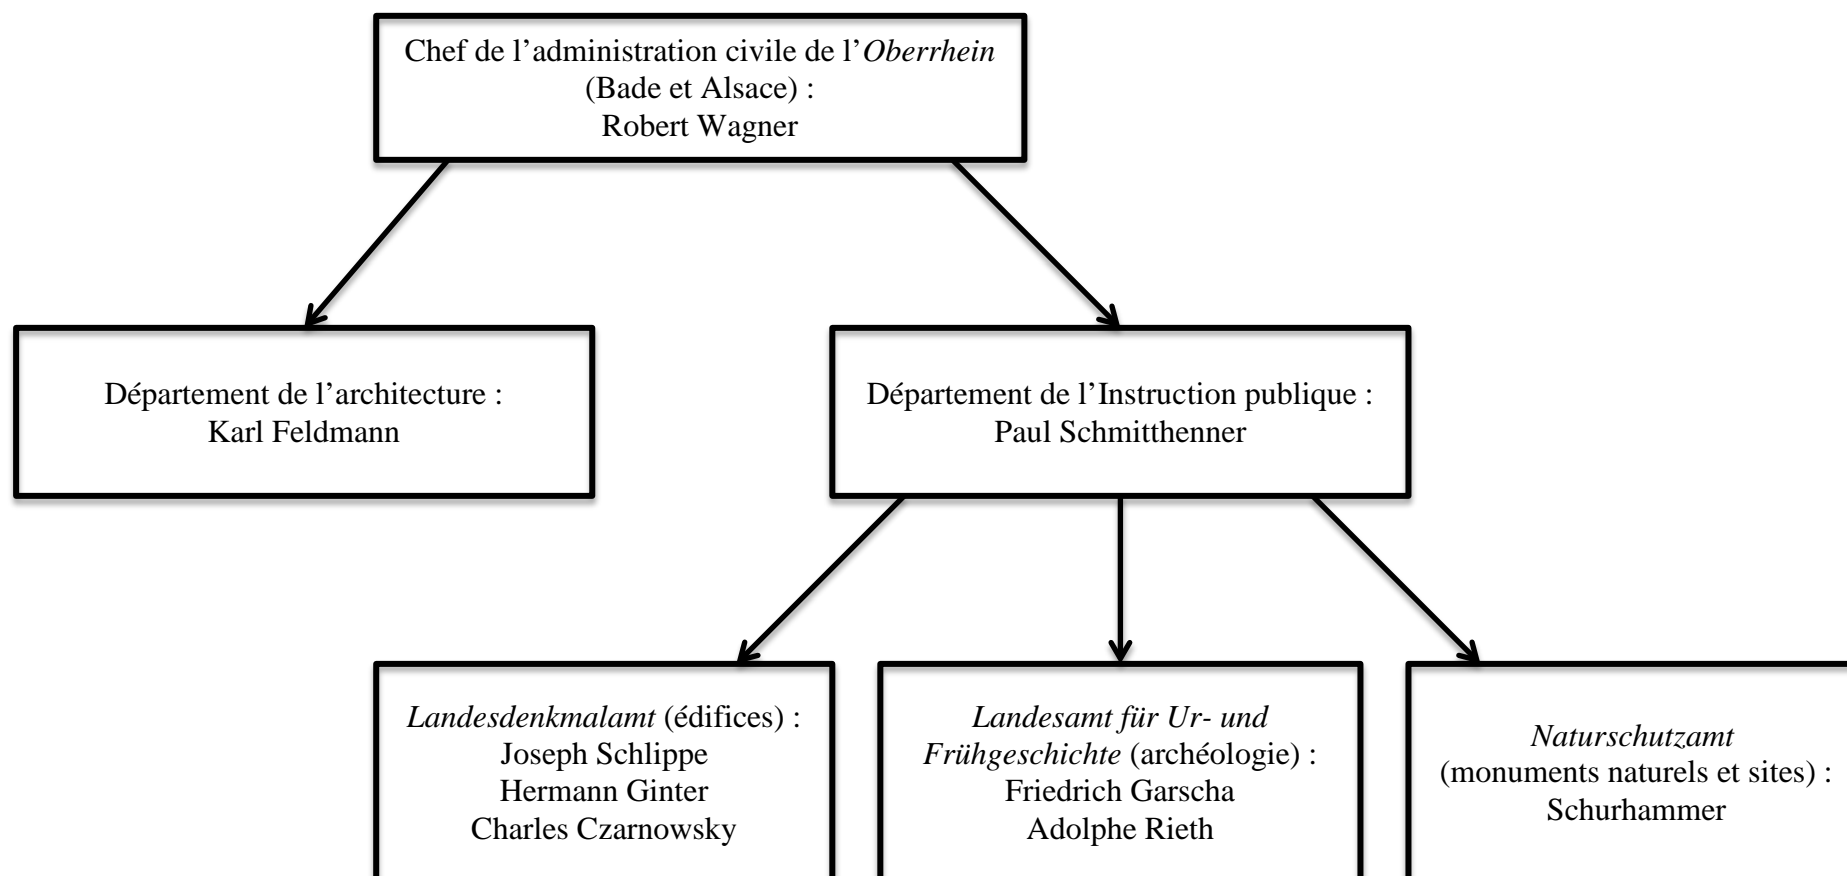 Chef de l’administration civile de l’Oberrhein
(Bade et Alsace) :
Robert Wagner
Département de l’architecture :
Karl Feldmann
Département de l’Instruction publique :
Paul Schmitthenner
Landesdenkmalamt (édifices) :
Joseph Schlippe
Hermann Ginter
Charles Czarnowsky
Landesamt für Ur- und
Frühgeschichte (archéologie) :
Friedrich Garscha
Adolphe Rieth
Naturschutzamt
(monuments naturels et sites) :
Schurhammer